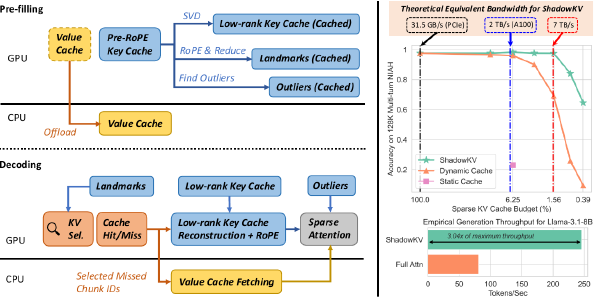 Pre-filling
GPU
Value
Cache
Pre-RoPE
Key Cache
SVD
Low-rank Key Cache (Cached)
RoPE & Reduce
Landmarks (Cached)
Find Outliers
Outliers (Cached)
CPU
Offload
Value Cache
Decoding
Landmarks
Low-rank Key Cache
Outliers
GPU
KV
Sel.
Cache
Hit/Miss
Low-rank Key Cache
Reconstruction + RoPE
Sparse
Attention
CPU
Selected Missed
Chunk IDs
Value Cache Fetching
Theoretical Equivalent Bandwidth for ShadowKV
31.5 GB/s (PCIe)
2 TB/s (A100)
7 TB/s
Accuracy on 128K Multi-turn NIAH
1
0.8
0.6
0.4
0.2
ShadowKV
Dynamic Cache
Static Cache
100.0
6.25
1.56
0.39
Sparse KV Cache Budget (%)
Empirical Generation Throughput for Llama-3.1-8B
ShadowKV
3.04x of maximum throughput
Full Attn
0
50
100
150
200
250
Tokens/Sec